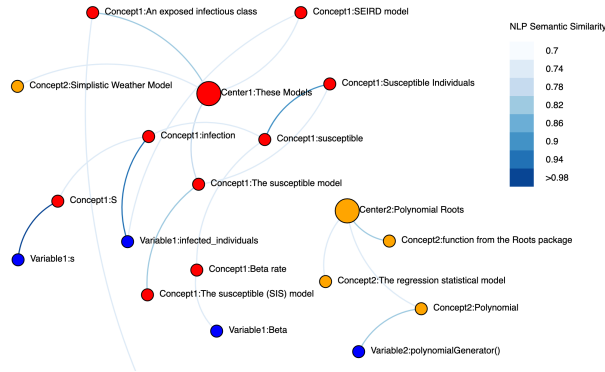 Concept1:An exposed infectious class
Concept1:SEIRD model
NLP Semantic Similarity
0.7
0.74
0.78
0.82
0.86
0.9
0.94
>0.98
Concept2:Simplistic Weather Model
Center1:These Models
Concept1:Susceptible Individuals
Concept1:infection
Concept1:susceptible
Concept1:The susceptible model
Concept1:S
Center2:Polynomial Roots
Variable1:infected_individuals
Concept2:function from the Roots package
Variable1:s
Concept1:Beta rate
Concept2:The regression statistical model
Concept1:The susceptible (SIS) model
Concept2:Polynomial
Variable1:Beta
Variable2:polynomialGenerator()